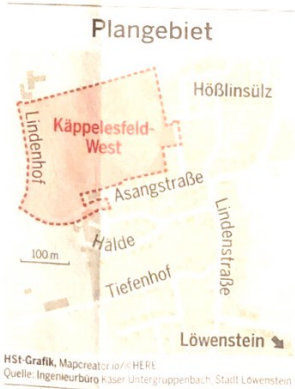 Plangebiet
Hößlinsülz
Lindenhof
Käppelesfeld-
West
Asangstraße
Lindenstraße
Hälde
100 m
Tiefenhof
Löwenstein
HSt-Grafik, Mapcreator.io/©HERE
Quelle: Ingenieurbüro Käser Untergruppenbach, Stadt Löwenstein